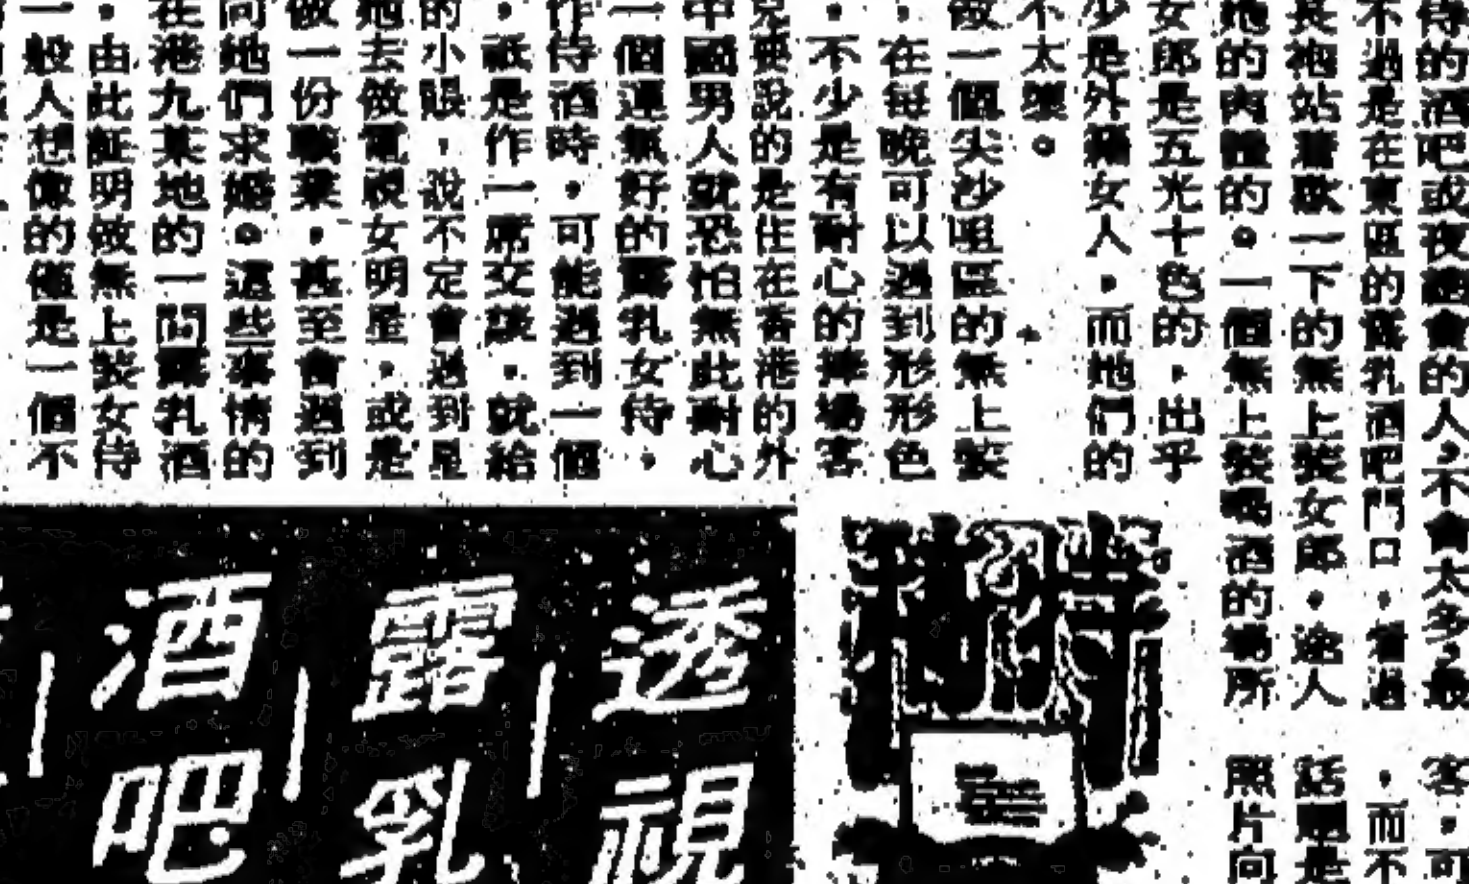 侍的酒吧或夜總會的人不會太多，最
不過是在東區的露乳酒吧門口，當過
長袍站着歇一下的無上裝女郎，途人
她的肉體的。一個無上裝喝酒的場所
女郎是五光十色的，出乎
少是外籍女人，而她們的
不太壞。
做一個尖沙咀區的無上裝
，在每晚可以遇到形形色
，不少是有耐心的捧場客
見要說的是住在香港的外
中國男人就恐怕無此耐心
一個運氣好的露乳女侍，
作侍酒時，可能遇到一個
，祇是作一席交談，就給
的小賬，說不定會遇到星
她去做電視女明星，或是
做一份職業，甚至會遇到
向她們求婚。這些事情的
在港九某地的一間露乳酒
，由此証明做無上裝女侍
一般人想像的僅是一個不
客，可
，而不
話題是
照片向
透視
露乳
酒吧